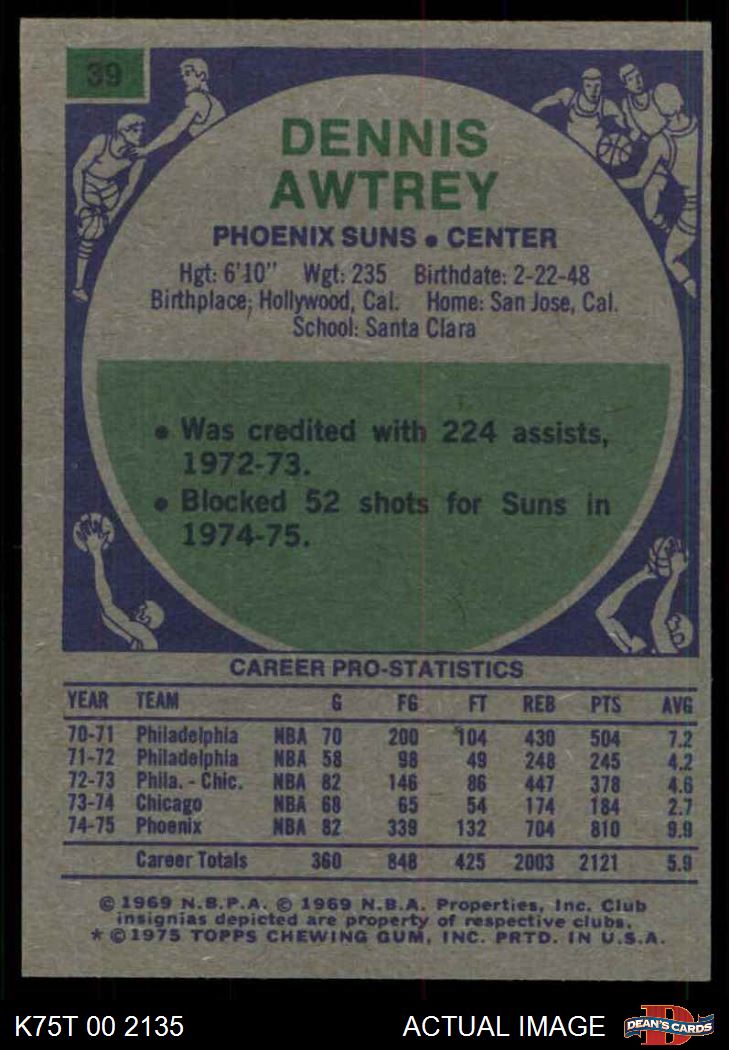 39
DENNIS
AWTREY
PHOENIX SUNS • CENTER
Hgt: 6'10" Wgt: 235 Birthdate: 2-22-48
Birthplace: Hollywood, Cal. Home: San Jose, Cal.
School: Santa Clara
• Was credited with 224 assists,
1972-73.
• Blocked 52 shots for Suns in
1974-75.
CAREER PRO-STATISTICS
YEAR TEAM G FG FT REB PTS AVG
70-71 Philadelphia NBA 70 200 104 430 504 7.2
71-72 Philadelphia NBA 58 98 49 248 245 4.2
72-73 Phila. - Chic. NBA 82 146 86 447 378 4.6
73-74 Chicago NBA 68 65 54 174 184 2.7
74-75 Phoenix NBA 82 339 132 704 810 9.9
Career Totals 360 848 425 2003 2121 5.9
© 1969 N.B.P.A. © 1969 N.B.A. Properties, Inc. Club
insignias depicted are property of respective clubs.
* © 1975 TOPPS CHEWING GUM, INC. PRTD. IN U.S.A.
K75T 00 2135 ACTUAL IMAGE D DEAN'S CARDS